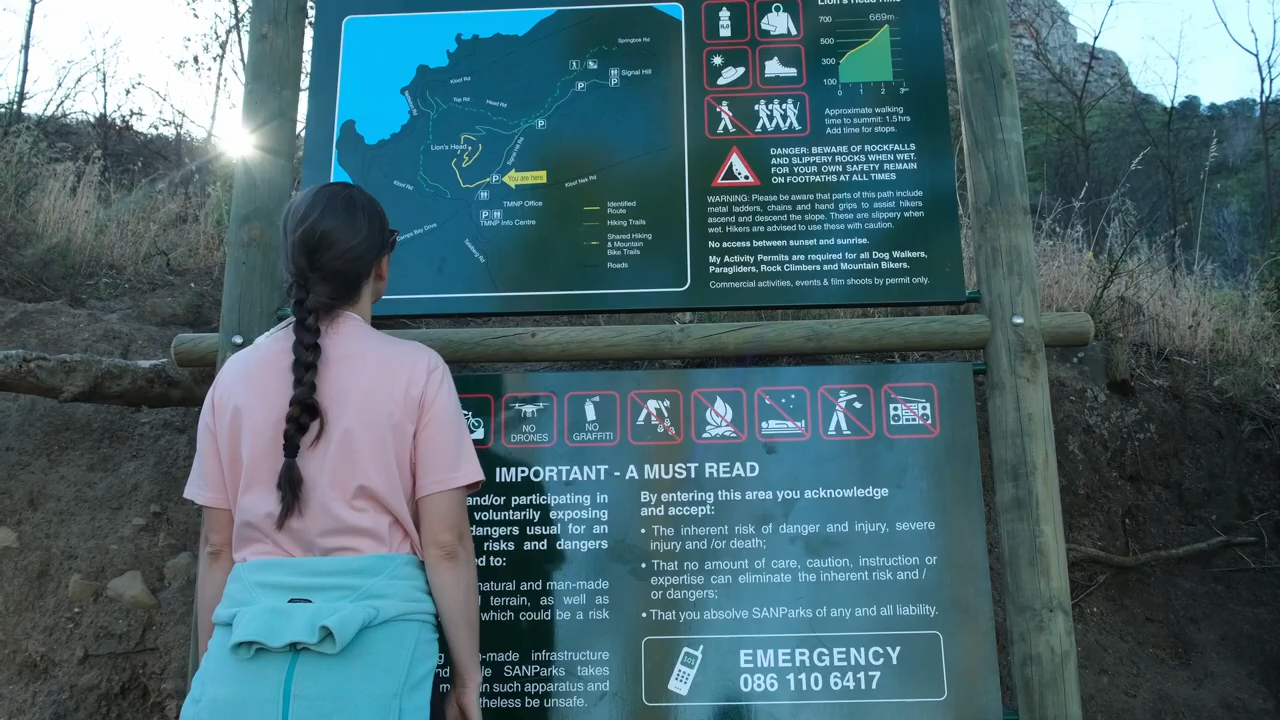 Lion's Head Hike
700
500
300
100
669m
0 1 2 3
H₂O
Approximate walking
time to summit: 1.5hrs
Add time for stops.
Springbok Rd
Signal Hill
P
P
Kloof Rd
Top Rd
Head Rd
P
Lion's Head
Signal Hill Rd
P
You are here
Kloof Nek Rd
Kloof Rd
TMNP Office
P
TMNP Info Centre
Camps Bay Drive
Tafelberg Rd
Identified
Route
Hiking Trails
Shared Hiking
& Mountain
Bike Trails
Roads
DANGER: BEWARE OF ROCKFALLS
AND SLIPPERY ROCKS WHEN WET.
FOR YOUR OWN SAFETY REMAIN
ON FOOTPATHS AT ALL TIMES
WARNING: Please be aware that parts of this path include
metal ladders, chains and hand grips to assist hikers
ascend and descend the slope. These are slippery when
wet. Hikers are advised to use these with caution.
No access between sunset and sunrise.
My Activity Permits are required for all Dog Walkers,
Paragliders, Rock Climbers and Mountain Bikers.
Commercial activities, events & film shoots by permit only.
NO
DRONES
NO
GRAFFITI
IMPORTANT - A MUST READ
and/or participating in
voluntarily exposing
dangers usual for an
risks and dangers
ed to:
natural and man-made
terrain, as well as
which could be a risk
-made infrastructure
SANParks takes
in such apparatus and
theless be unsafe.
By entering this area you acknowledge
and accept:
• The inherent risk of danger and injury, severe
injury and /or death;
• That no amount of care, caution, instruction or
expertise can eliminate the inherent risk and /
or dangers;
• That you absolve SANParks of any and all liability.
SOS
EMERGENCY
086 110 6417